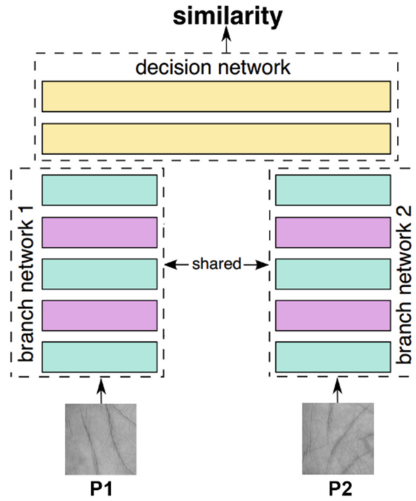 similarity
decision network
branch network 1
shared
branch network 2
P1
P2